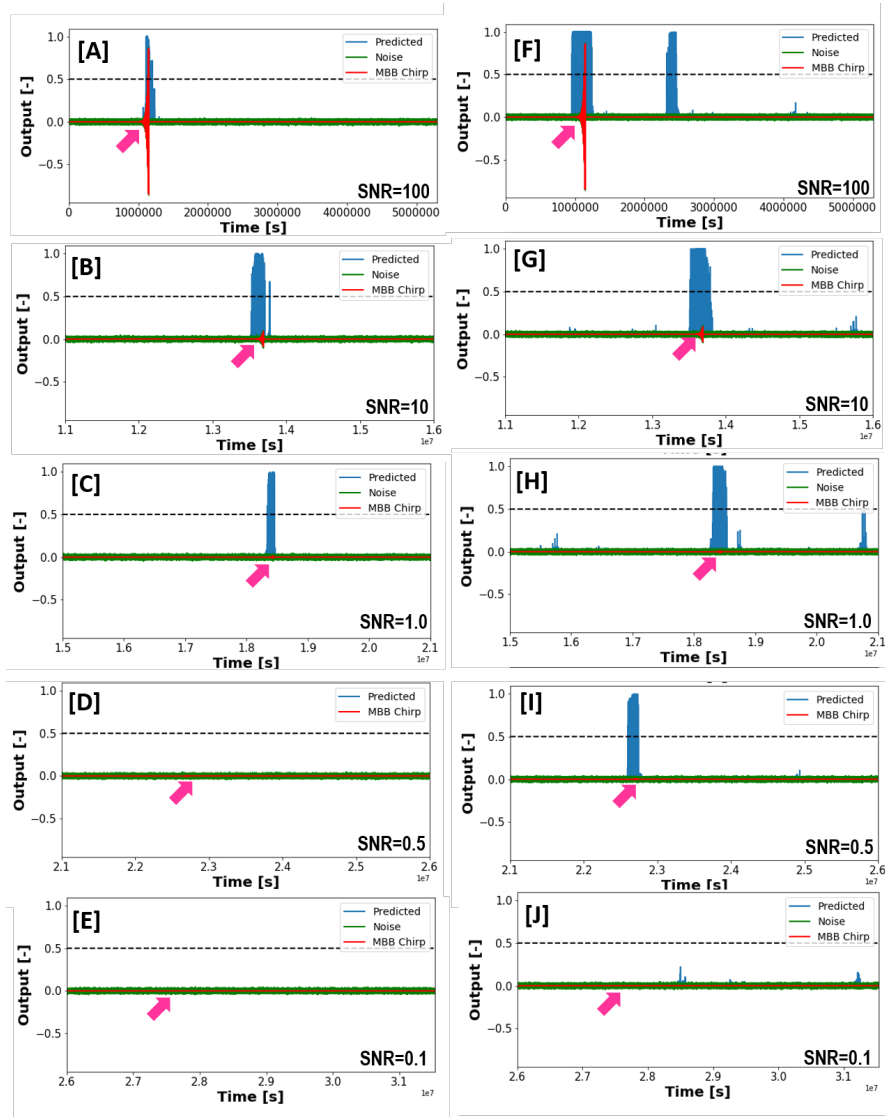 [A]
Predicted
Noise
MBB Chirp
Output [-]
1.0
0.5
0.0
−0.5
SNR=100
0 1000000 2000000 3000000 4000000 5000000
Time [s]
[F]
Predicted
Noise
MBB Chirp
Output [-]
1.0
0.5
0.0
−0.5
SNR=100
0 1000000 2000000 3000000 4000000 5000000
Time [s]
[B]
Predicted
Noise
MBB Chirp
Output [-]
1.0
0.5
0.0
−0.5
SNR=10
1.1 1.2 1.3 1.4 1.5 1.6
1e7
Time [s]
[G]
Predicted
Noise
MBB Chirp
Output [-]
1.0
0.5
0.0
−0.5
SNR=10
1.1 1.2 1.3 1.4 1.5 1.6
1e7
Time [s]
[C]
Predicted
Noise
MBB Chirp
Output [-]
1.0
0.5
0.0
−0.5
SNR=1.0
1.5 1.6 1.7 1.8 1.9 2.0 2.1
1e7
Time [s]
[H]
Predicted
Noise
MBB Chirp
Output [-]
1.0
0.5
0.0
−0.5
SNR=1.0
1.5 1.6 1.7 1.8 1.9 2.0 2.1
1e7
Time [s]
[D]
Predicted
MBB Chirp
Output [-]
1.0
0.5
0.0
−0.5
SNR=0.5
2.1 2.2 2.3 2.4 2.5 2.6
1e7
Time [s]
[I]
Predicted
MBB Chirp
Output [-]
1.0
0.5
0.0
−0.5
SNR=0.5
2.1 2.2 2.3 2.4 2.5 2.6
1e7
Time [s]
[E]
Predicted
Noise
MBB Chirp
Output [-]
1.0
0.5
0.0
−0.5
SNR=0.1
2.6 2.7 2.8 2.9 3.0 3.1
1e7
Time [s]
[J]
Predicted
Noise
MBB Chirp
Output [-]
1.0
0.5
0.0
−0.5
SNR=0.1
2.6 2.7 2.8 2.9 3.0 3.1
1e7
Time [s]